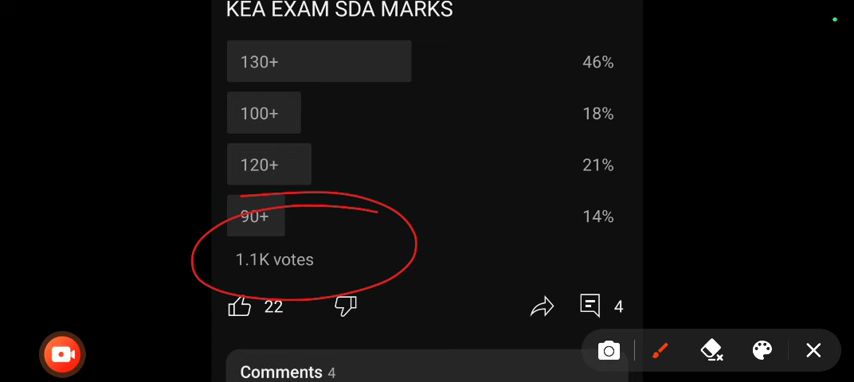 KEA EXAM SDA MARKS
130+ 46%
100+ 18%
120+ 21%
90+ 14%
1.1K votes
22 4
Comments 4